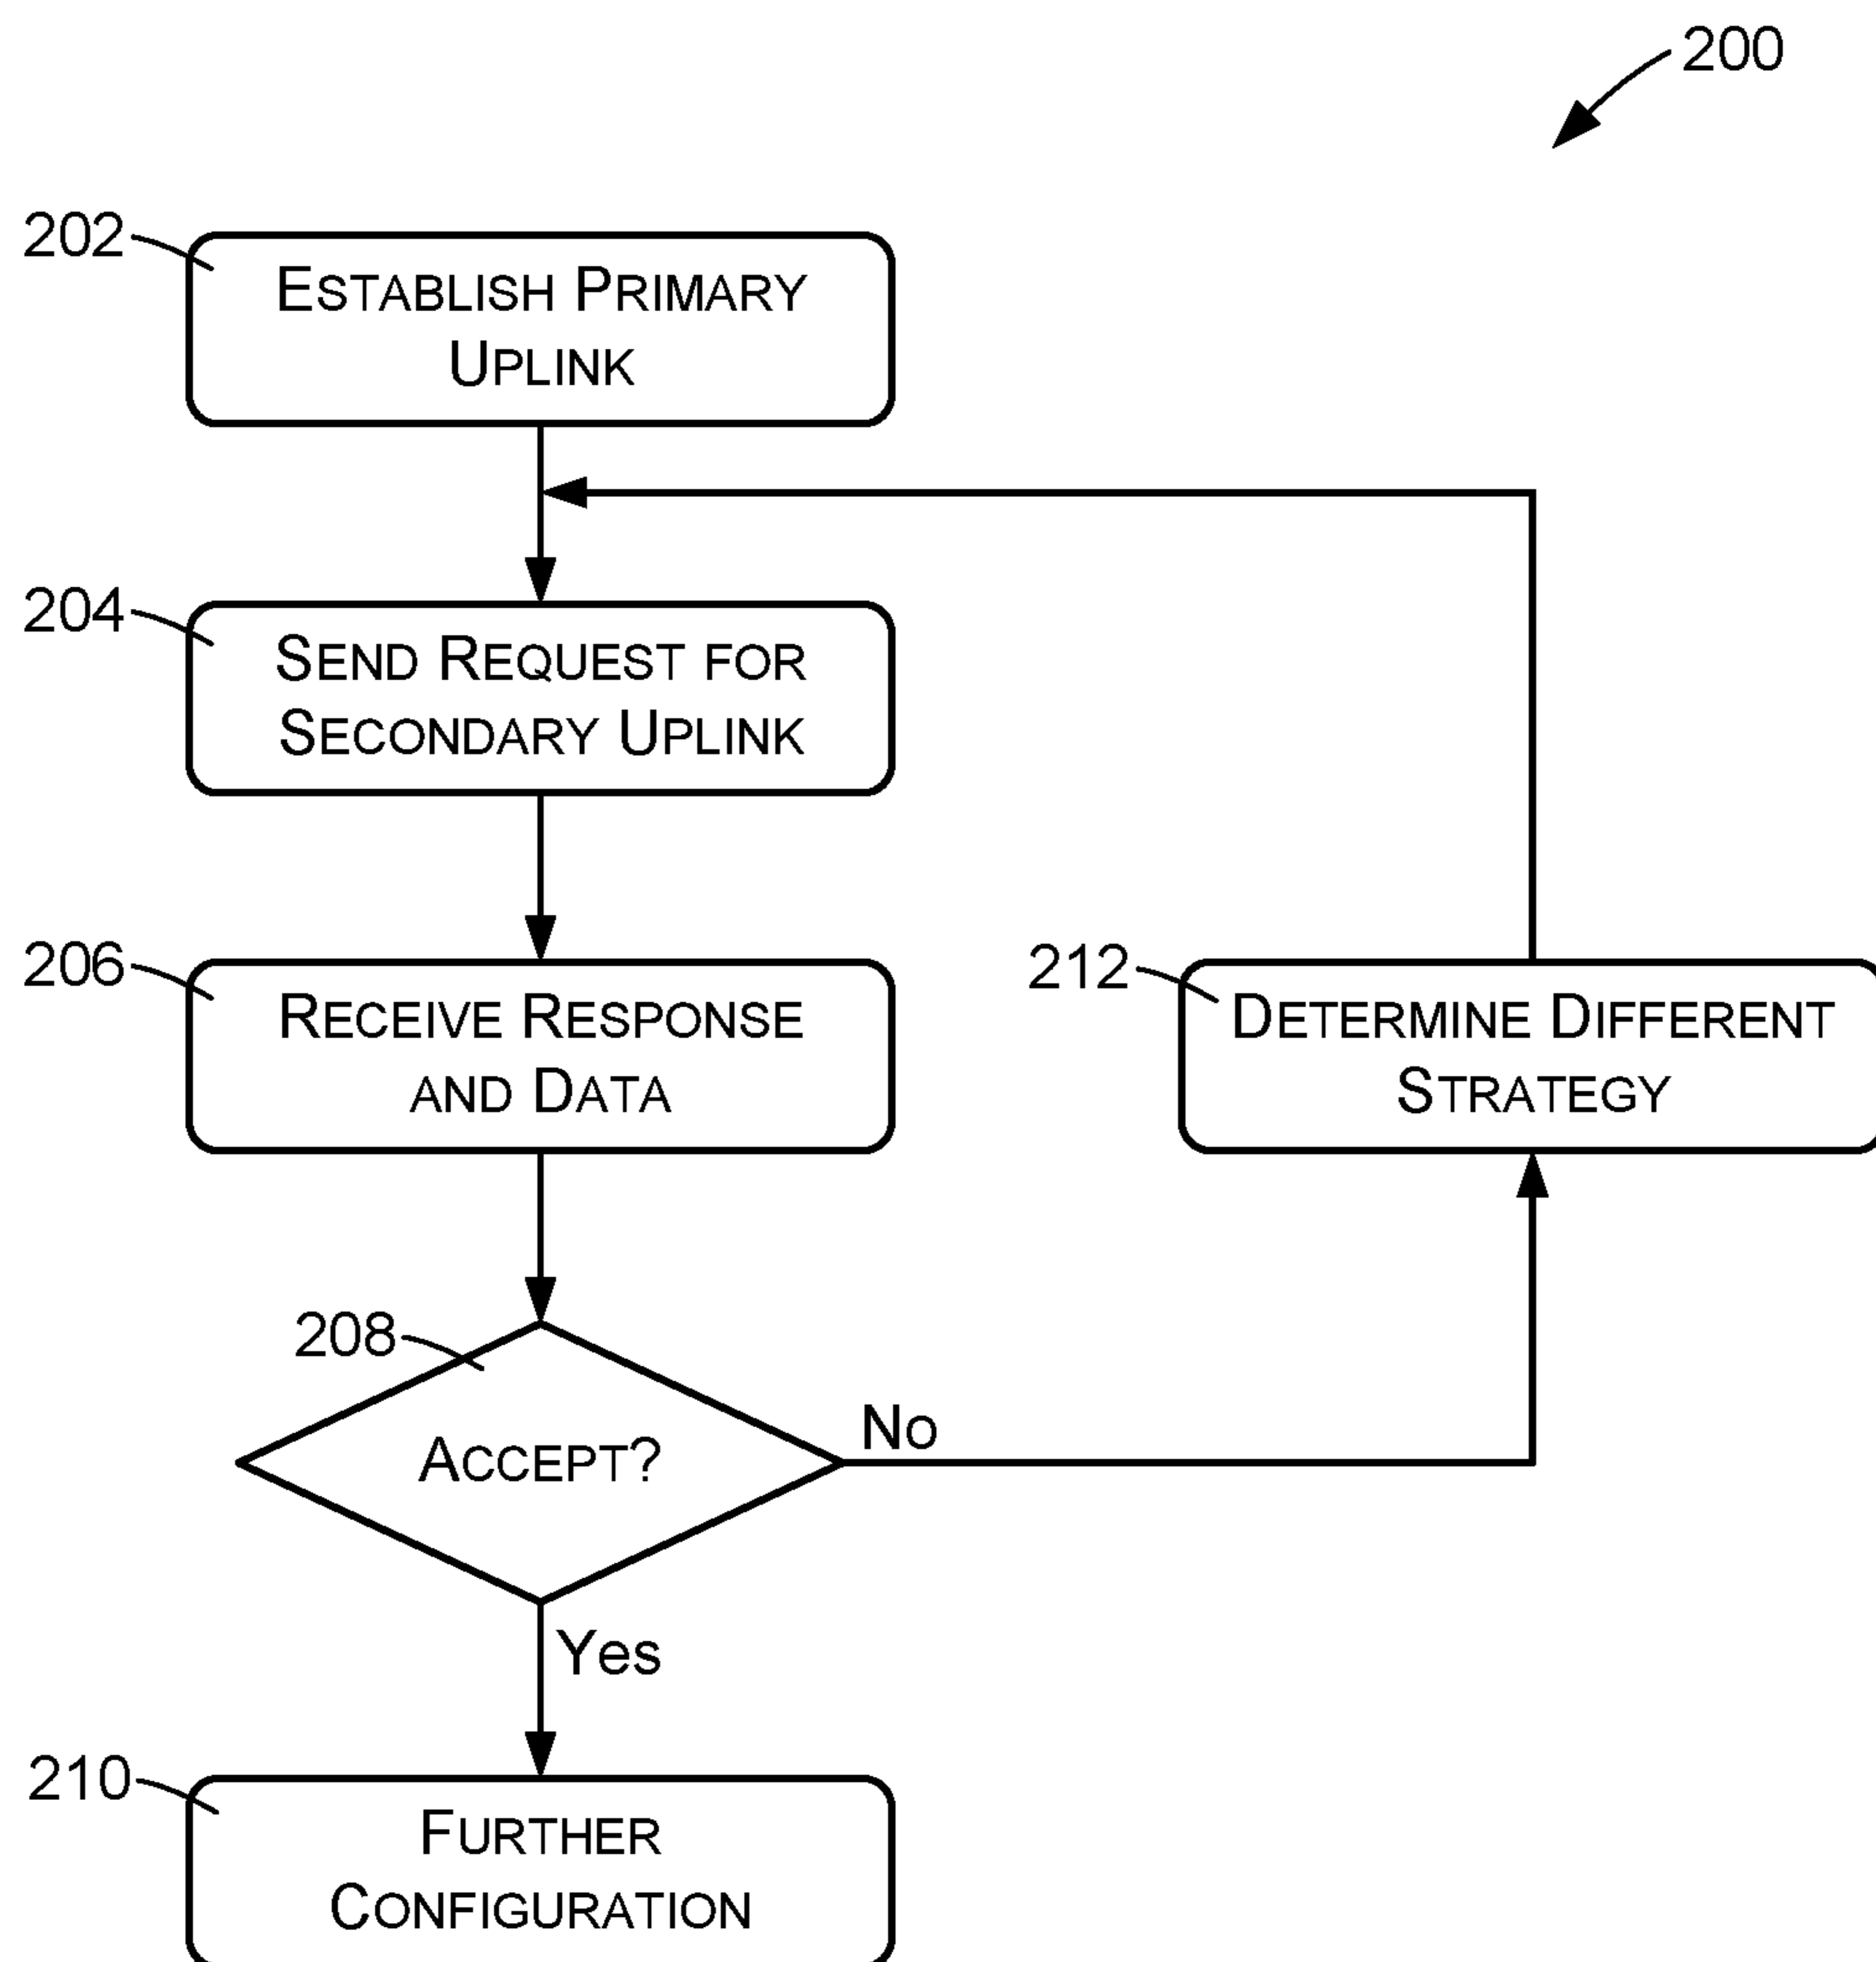 200
202
ESTABLISH PRIMARY
UPLINK
204
SEND REQUEST FOR
SECONDARY UPLINK
206
RECEIVE RESPONSE
AND DATA
212
DETERMINE DIFFERENT
STRATEGY
208
ACCEPT?
No
Yes
210
FURTHER
CONFIGURATION